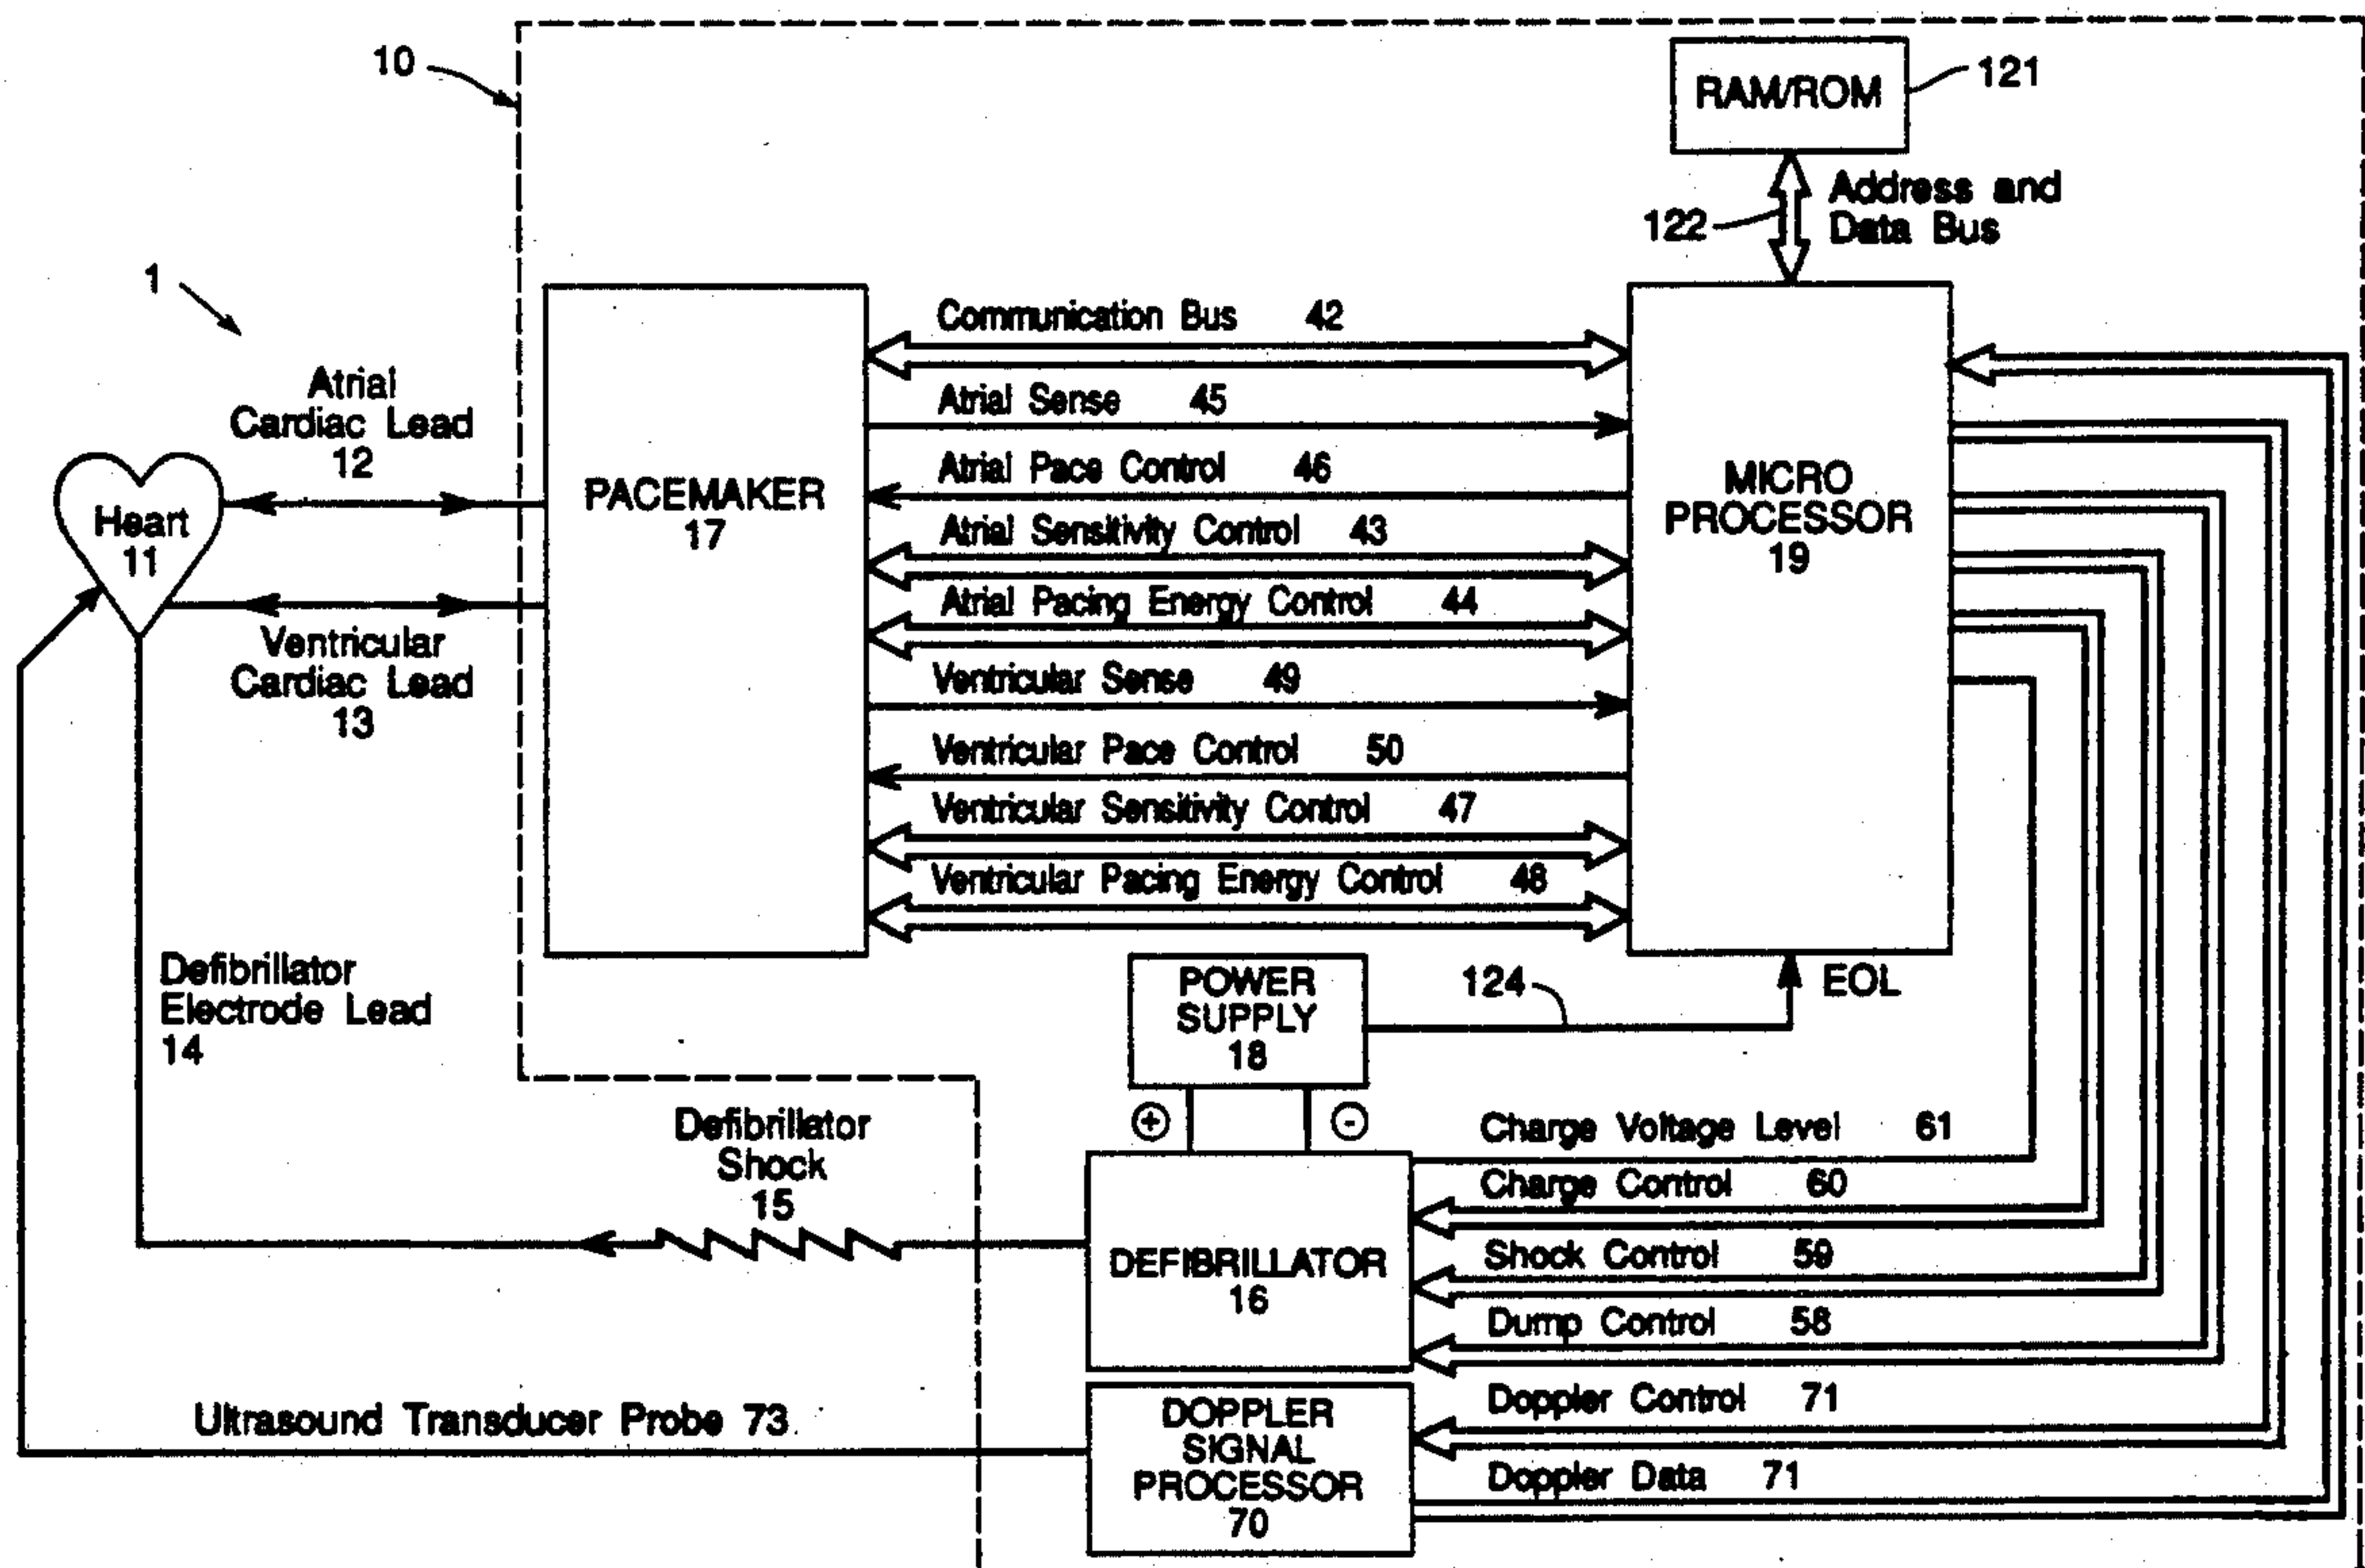 10
RAM/ROM
121
122
Address and
Data Bus
1
Atrial
Cardiac Lead
12
Heart
11
Ventricular
Cardiac Lead
13
PACEMAKER
17
Communication Bus 42
Atrial Sense 45
Atrial Pace Control 46
Atrial Sensitivity Control 43
Atrial Pacing Energy Control 44
Ventricular Sense 49
Ventricular Pace Control 50
Ventricular Sensitivity Control 47
Ventricular Pacing Energy Control 48
MICRO
PROCESSOR
19
Defibrillator
Electrode Lead
14
POWER
SUPPLY
18
124
EOL
+
-
Defibrillator
Shock
15
DEFIBRILLATOR
16
Charge Voltage Level 61
Charge Control 60
Shock Control 59
Dump Control 58
Ultrasound Transducer Probe 73
DOPPLER
SIGNAL
PROCESSOR
70
Doppler Control 71
Doppler Data 71